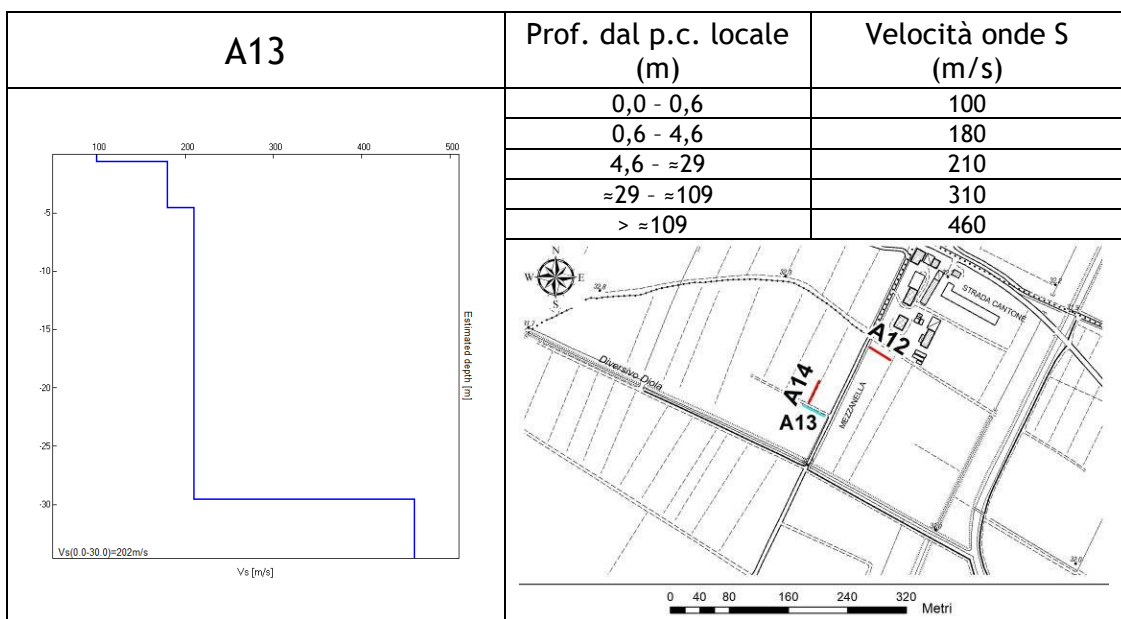 A13
Prof. dal p.c. locale
(m)
Velocità onde S
(m/s)
0,0 – 0,6 100
0,6 – 4,6 180
4,6 – ≈29 210
≈29 – ≈109 310
> ≈109 460
100 200 300 400 500
-5
-10
-15
-20
-25
-30
Estimated depth [m]
Vs(0.0-30.0)=202m/s
Vs [m/s]
N
W E
S
32,8
STRADA CANTONE
A12
Diversivo Diola
A14
A13
MEZZANELLA
0 40 80 160 240 320
Metri